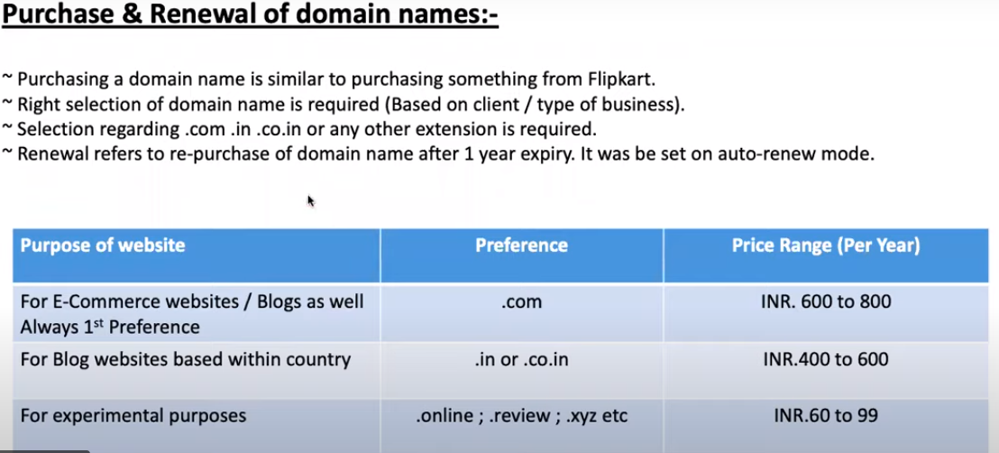 Purchase & Renewal of domain names:-
~ Purchasing a domain name is similar to purchasing something from Flipkart.
~ Right selection of domain name is required (Based on client / type of business).
~ Selection regarding .com .in .co.in or any other extension is required.
~ Renewal refers to re-purchase of domain name after 1 year expiry. It was be set on auto-renew mode.
Purpose of website Preference Price Range (Per Year)
For E-Commerce websites / Blogs as well .com INR. 600 to 800
Always 1st Preference
For Blog websites based within country .in or .co.in INR.400 to 600
For experimental purposes .online ; .review ; .xyz etc INR.60 to 99